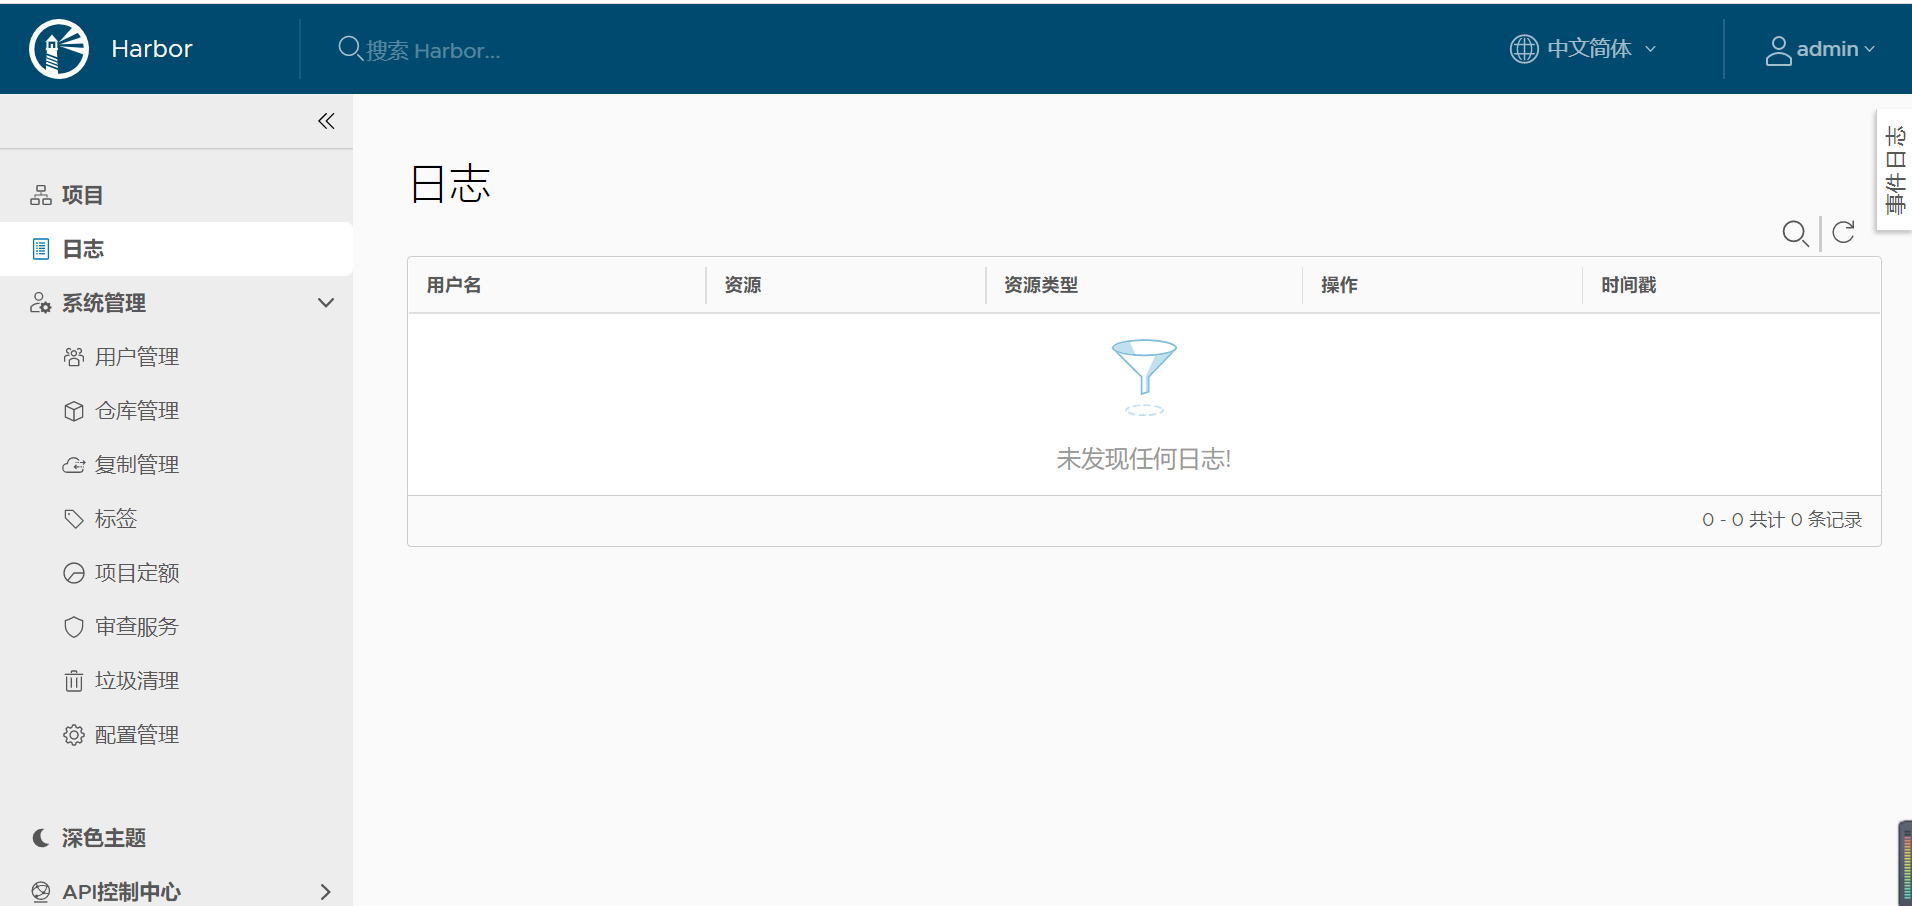 Harbor
搜索 Harbor...
中文简体
admin
事件日志
项目
日志
系统管理
用户管理
仓库管理
复制管理
标签
项目定额
审查服务
垃圾清理
配置管理
深色主题
API控制中心
日志
用户名 资源 资源类型 操作 时间戳
未发现任何日志!
0 - 0 共计 0 条记录